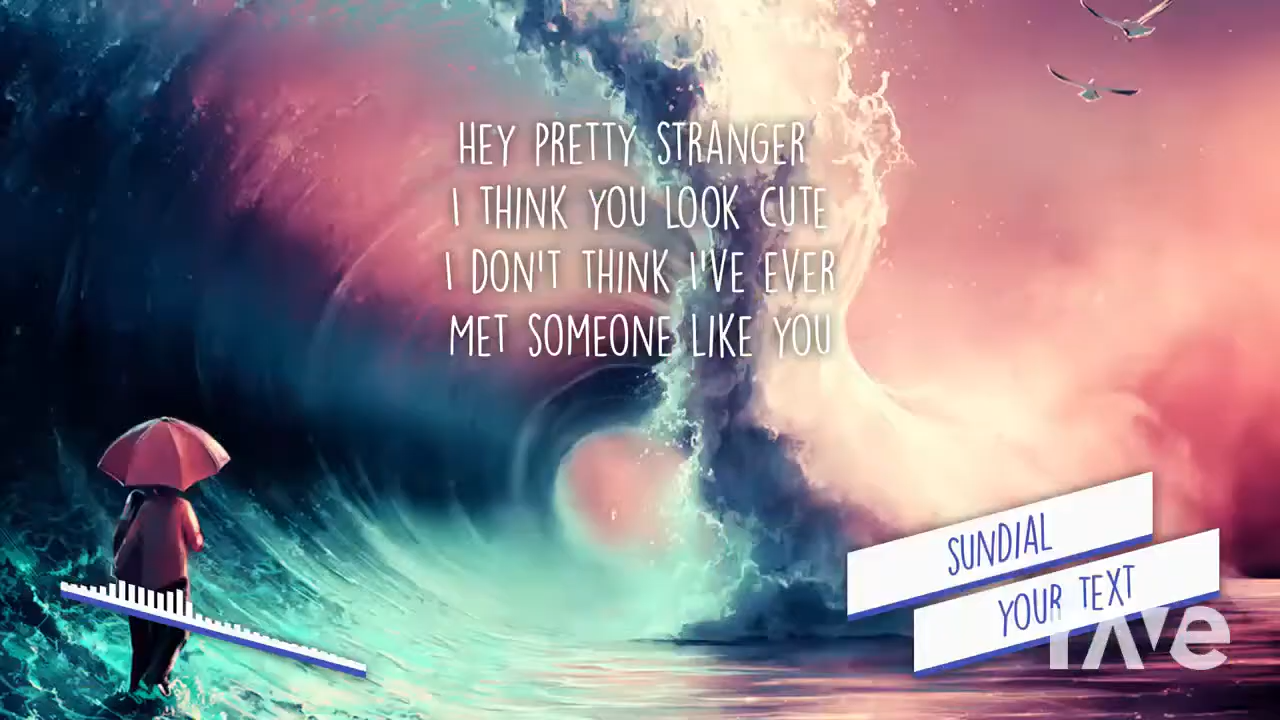 HEY PRETTY STRANGER
I THINK YOU LOOK CUTE
I DON'T THINK I'VE EVER
MET SOMEONE LIKE YOU
SUNDIAL
YOUR TEXT
rave